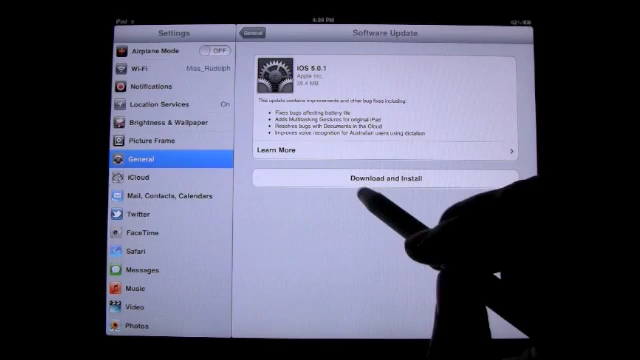 iPad
4:08 PM
Settings
General
Software Update
Airplane Mode
OFF
Wi-Fi
Miss_Rudolph
Notifications
Location Services
On
Brightness & Wallpaper
Picture Frame
General
iCloud
Mail, Contacts, Calendars
Twitter
FaceTime
Safari
Messages
Music
Video
Photos
iOS 5.0.1
Apple Inc.
This update contains improvements and other bug fixes including:
• Fixes bugs affecting battery life
• Adds Multitasking Gestures for original iPad
• Resolves bugs with Documents in the Cloud
• Improves voice recognition for Australian users using dictation
Learn More
Download and Install